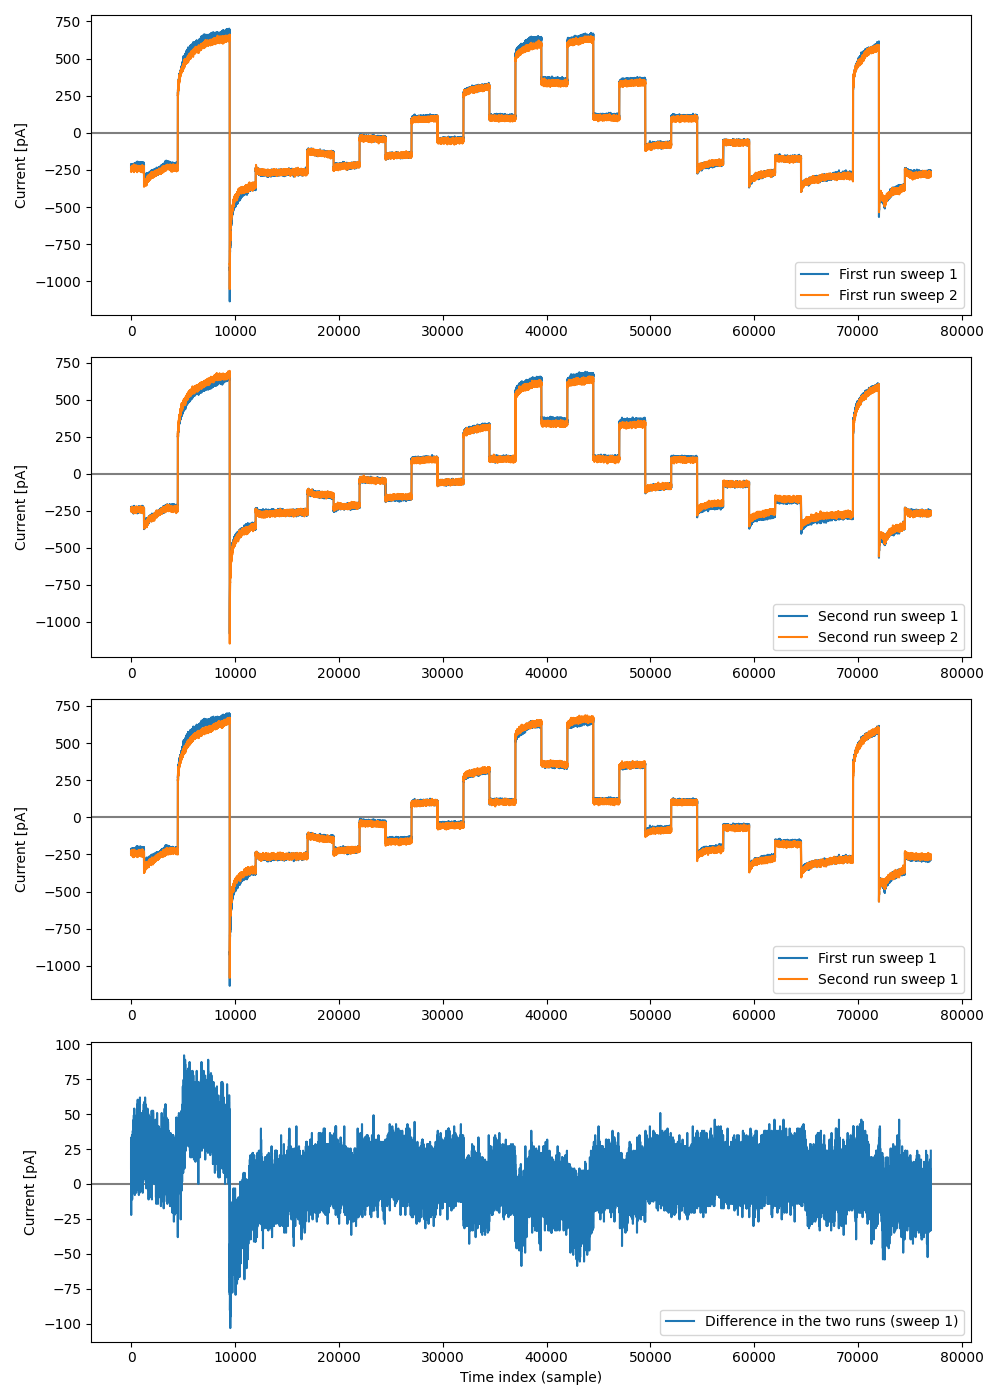 750
500
250
0
−250
−500
−750
−1000
Current [pA]
First run sweep 1
First run sweep 2
0 10000 20000 30000 40000 50000 60000 70000 80000
750
500
250
0
−250
−500
−750
−1000
Current [pA]
Second run sweep 1
Second run sweep 2
0 10000 20000 30000 40000 50000 60000 70000 80000
750
500
250
0
−250
−500
−750
−1000
Current [pA]
First run sweep 1
Second run sweep 1
0 10000 20000 30000 40000 50000 60000 70000 80000
100
75
50
25
0
−25
−50
−75
−100
Current [pA]
Difference in the two runs (sweep 1)
0 10000 20000 30000 40000 50000 60000 70000 80000
Time index (sample)